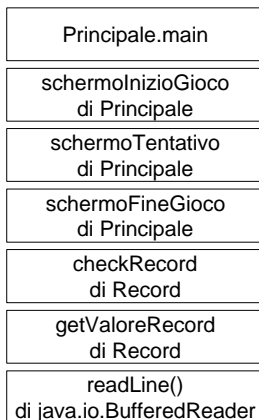 Principale.main
schermoInizioGioco
di Principale
schermoTentativo
di Principale
schermoFineGioco
di Principale
checkRecord
di Record
getValoreRecord
di Record
readLine()
di java.io.BufferedReader